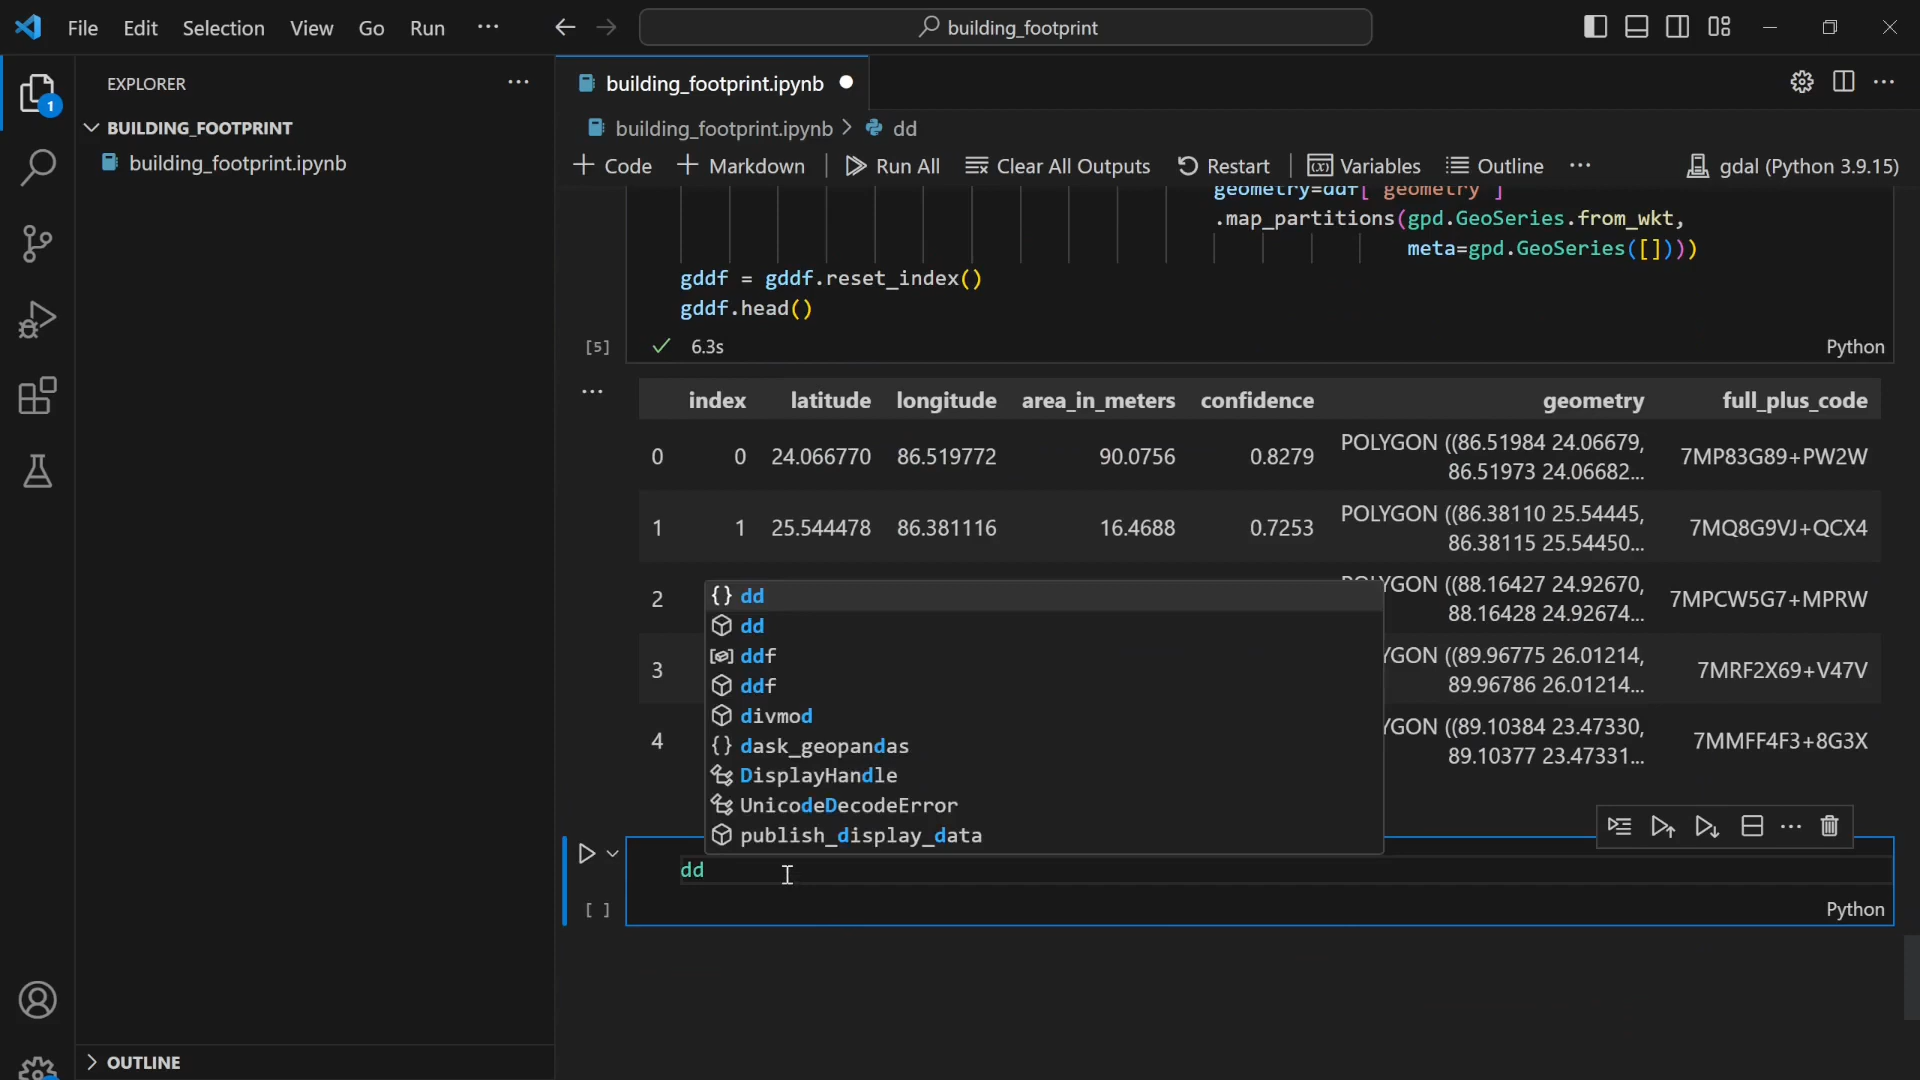 File Edit Selection View Go Run ···
building_footprint
1
EXPLORER ···
BUILDING_FOOTPRINT
building_footprint.ipynb
OUTLINE
building_footprint.ipynb
building_footprint.ipynb > dd
+ Code + Markdown Run All Clear All Outputs Restart Variables Outline ··· gdal (Python 3.9.15)
geometry=ddf["geometry"]
.map_partitions(gpd.GeoSeries.from_wkt,
meta=gpd.GeoSeries([])))
gddf = gddf.reset_index()
gddf.head()
[5] 6.3s Python
··· index latitude longitude area_in_meters confidence geometry full_plus_code
0 0 24.066770 86.519772 90.0756 0.8279 POLYGON ((86.51984 24.06679, 86.51973 24.06682... 7MP83G89+PW2W
1 1 25.544478 86.381116 16.4688 0.7253 POLYGON ((86.38110 25.54445, 86.38115 25.54450... 7MQ8G9VJ+QCX4
2 POLYGON ((88.16427 24.92670, 88.16428 24.92674... 7MPCW5G7+MPRW
3 YGON ((89.96775 26.01214, 89.96786 26.01214... 7MRF2X69+V47V
4 YGON ((89.10384 23.47330, 89.10377 23.47331... 7MMFF4F3+8G3X
{} dd
dd
ddf
ddf
divmod
{} dask_geopandas
DisplayHandle
UnicodeDecodeError
publish_display_data
dd
[ ] Python